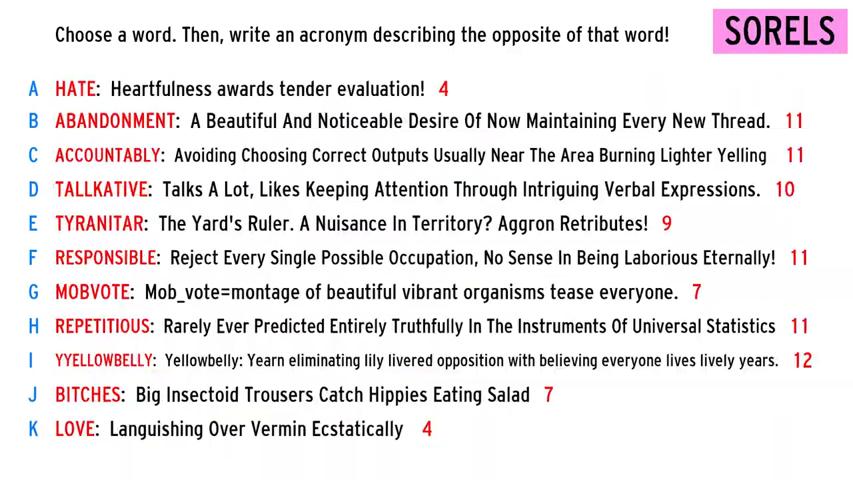 Choose a word. Then, write an acronym describing the opposite of that word!
SORELS
A HATE: Heartfulness awards tender evaluation! 4
B ABANDONMENT: A Beautiful And Noticeable Desire Of Now Maintaining Every New Thread. 11
C ACCOUNTABLY: Avoiding Choosing Correct Outputs Usually Near The Area Burning Lighter Yelling 11
D TALLKATIVE: Talks A Lot, Likes Keeping Attention Through Intriguing Verbal Expressions. 10
E TYRANITAR: The Yard's Ruler. A Nuisance In Territory? Aggron Retributes! 9
F RESPONSIBLE: Reject Every Single Possible Occupation, No Sense In Being Laborious Eternally! 11
G MOBVOTE: Mob_vote=montage of beautiful vibrant organisms tease everyone. 7
H REPETITIOUS: Rarely Ever Predicted Entirely Truthfully In The Instruments Of Universal Statistics 11
I YYELLOWBELLY: Yellowbelly: Yearn eliminating lily livered opposition with believing everyone lives lively years. 12
J BITCHES: Big Insectoid Trousers Catch Hippies Eating Salad 7
K LOVE: Languishing Over Vermin Ecstatically 4